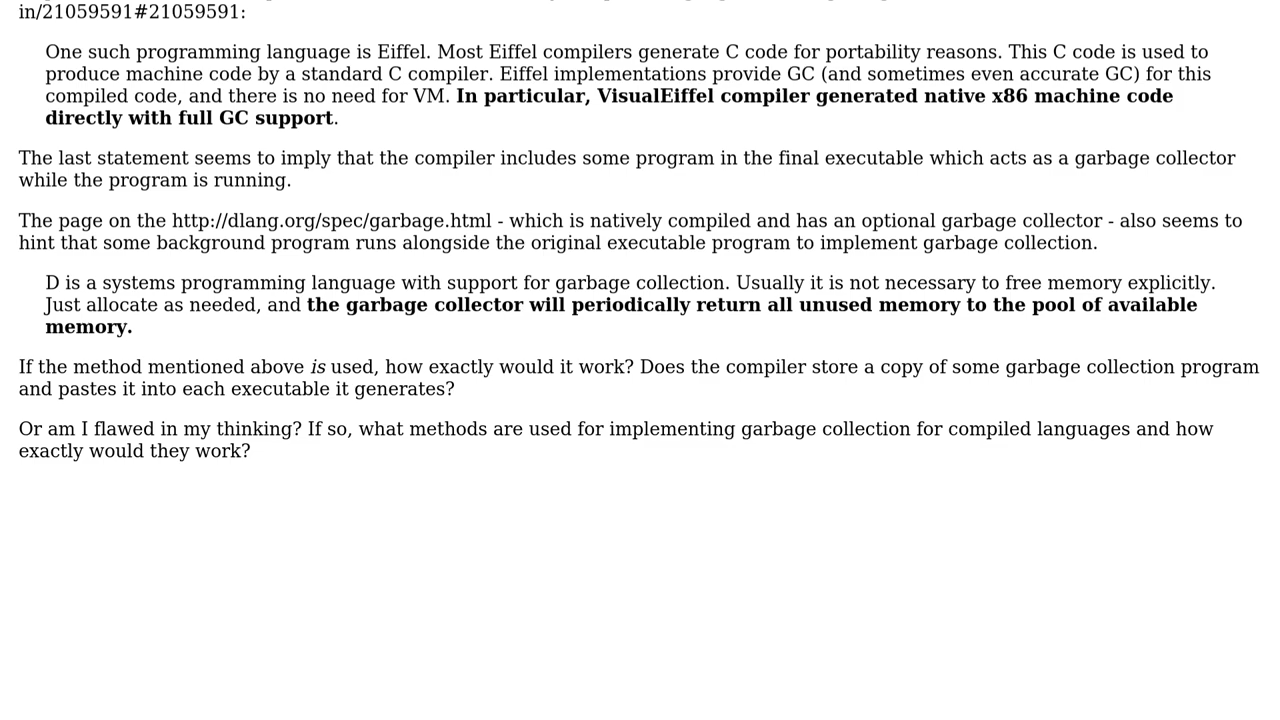 in/21059591#21059591:
One such programming language is Eiffel. Most Eiffel compilers generate C code for portability reasons. This C code is used to
produce machine code by a standard C compiler. Eiffel implementations provide GC (and sometimes even accurate GC) for this
compiled code, and there is no need for VM. In particular, VisualEiffel compiler generated native x86 machine code
directly with full GC support.
The last statement seems to imply that the compiler includes some program in the final executable which acts as a garbage collector
while the program is running.
The page on the http://dlang.org/spec/garbage.html - which is natively compiled and has an optional garbage collector - also seems to
hint that some background program runs alongside the original executable program to implement garbage collection.
D is a systems programming language with support for garbage collection. Usually it is not necessary to free memory explicitly.
Just allocate as needed, and the garbage collector will periodically return all unused memory to the pool of available
memory.
If the method mentioned above is used, how exactly would it work? Does the compiler store a copy of some garbage collection program
and pastes it into each executable it generates?
Or am I flawed in my thinking? If so, what methods are used for implementing garbage collection for compiled languages and how
exactly would they work?